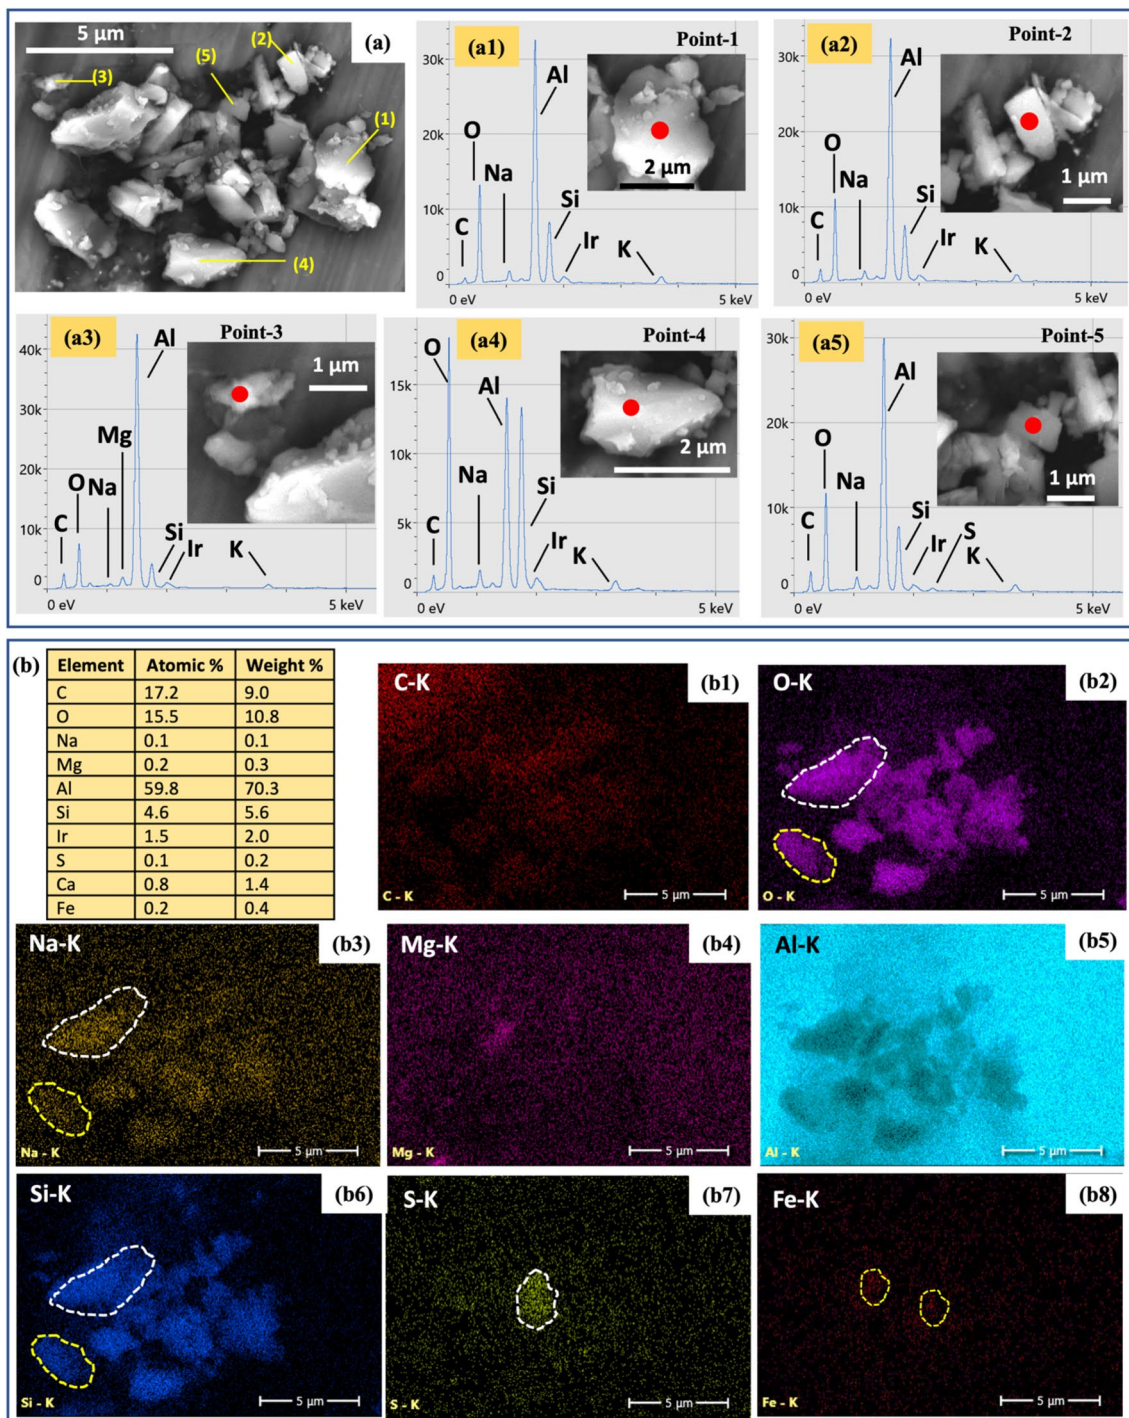 5 µm
(a)
(1)
(2)
(3)
(4)
(5)
(a1)
Point-1
30k
20k
10k
0
C
O
Na
Al
Si
Ir
K
2 µm
0 eV
5 keV
(a2)
Point-2
30k
20k
10k
0
C
O
Na
Al
Si
Ir
K
1 µm
0 eV
5 keV
(a3)
Point-3
40k
30k
20k
10k
0
C
O
Na
Mg
Al
Si
Ir
K
1 µm
0 eV
5 keV
(a4)
Point-4
15k
10k
5k
0
C
O
Na
Al
Si
Ir
K
2 µm
0 eV
5 keV
(a5)
Point-5
30k
20k
10k
0
C
O
Na
Al
Si
Ir
S
K
1 µm
0 eV
5 keV
(b)
Element Atomic % Weight %
C 17.2 9.0
O 15.5 10.8
Na 0.1 0.1
Mg 0.2 0.3
Al 59.8 70.3
Si 4.6 5.6
Ir 1.5 2.0
S 0.1 0.2
Ca 0.8 1.4
Fe 0.2 0.4
C-K
(b1)
C - K
5 µm
O-K
(b2)
O - K
5 µm
Na-K
(b3)
Na - K
5 µm
Mg-K
(b4)
Mg - K
5 µm
Al-K
(b5)
Al - K
5 µm
Si-K
(b6)
Si - K
5 µm
S-K
(b7)
S - K
5 µm
Fe-K
(b8)
Fe - K
5 µm